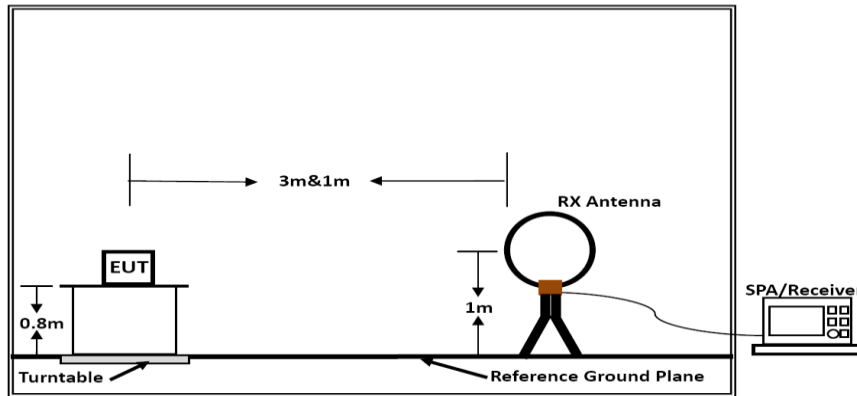 3m&1m
RX Antenna
EUT
SPA/Receiver
0.8m
1m
Turntable
Reference Ground Plane